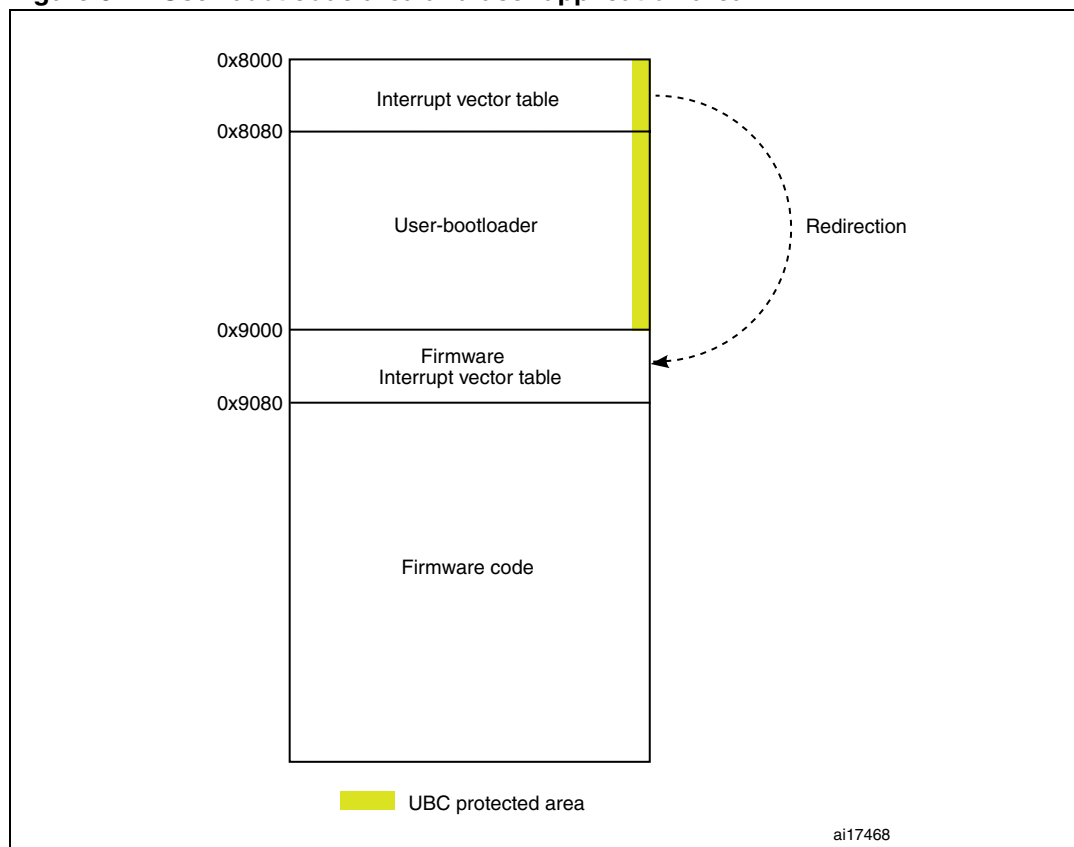 0x8000
Interrupt vector table
0x8080
User-bootloader
Redirection
0x9000
Firmware
Interrupt vector table
0x9080
Firmware code
UBC protected area
ai17468